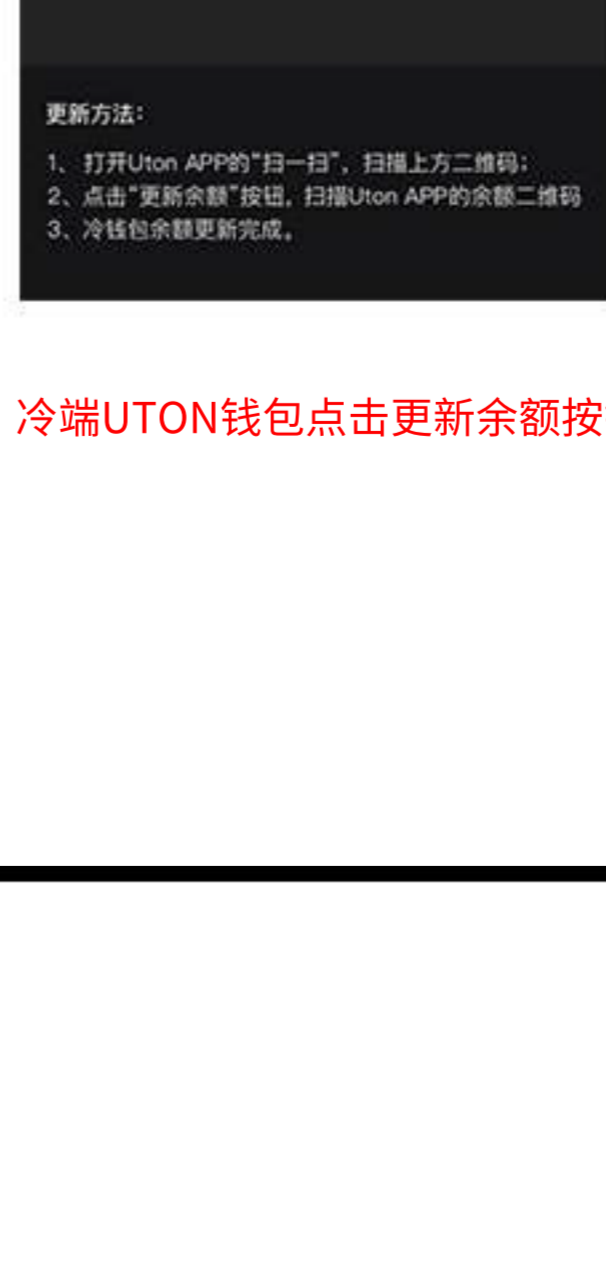 更新方法：
1、打开Uton APP的“扫一扫”，扫描上方二维码；
2、点击“更新余额”按钮，扫描Uton APP的余额二维码
3、冷钱包余额更新完成。
冷端UTON钱包点击更新余额按